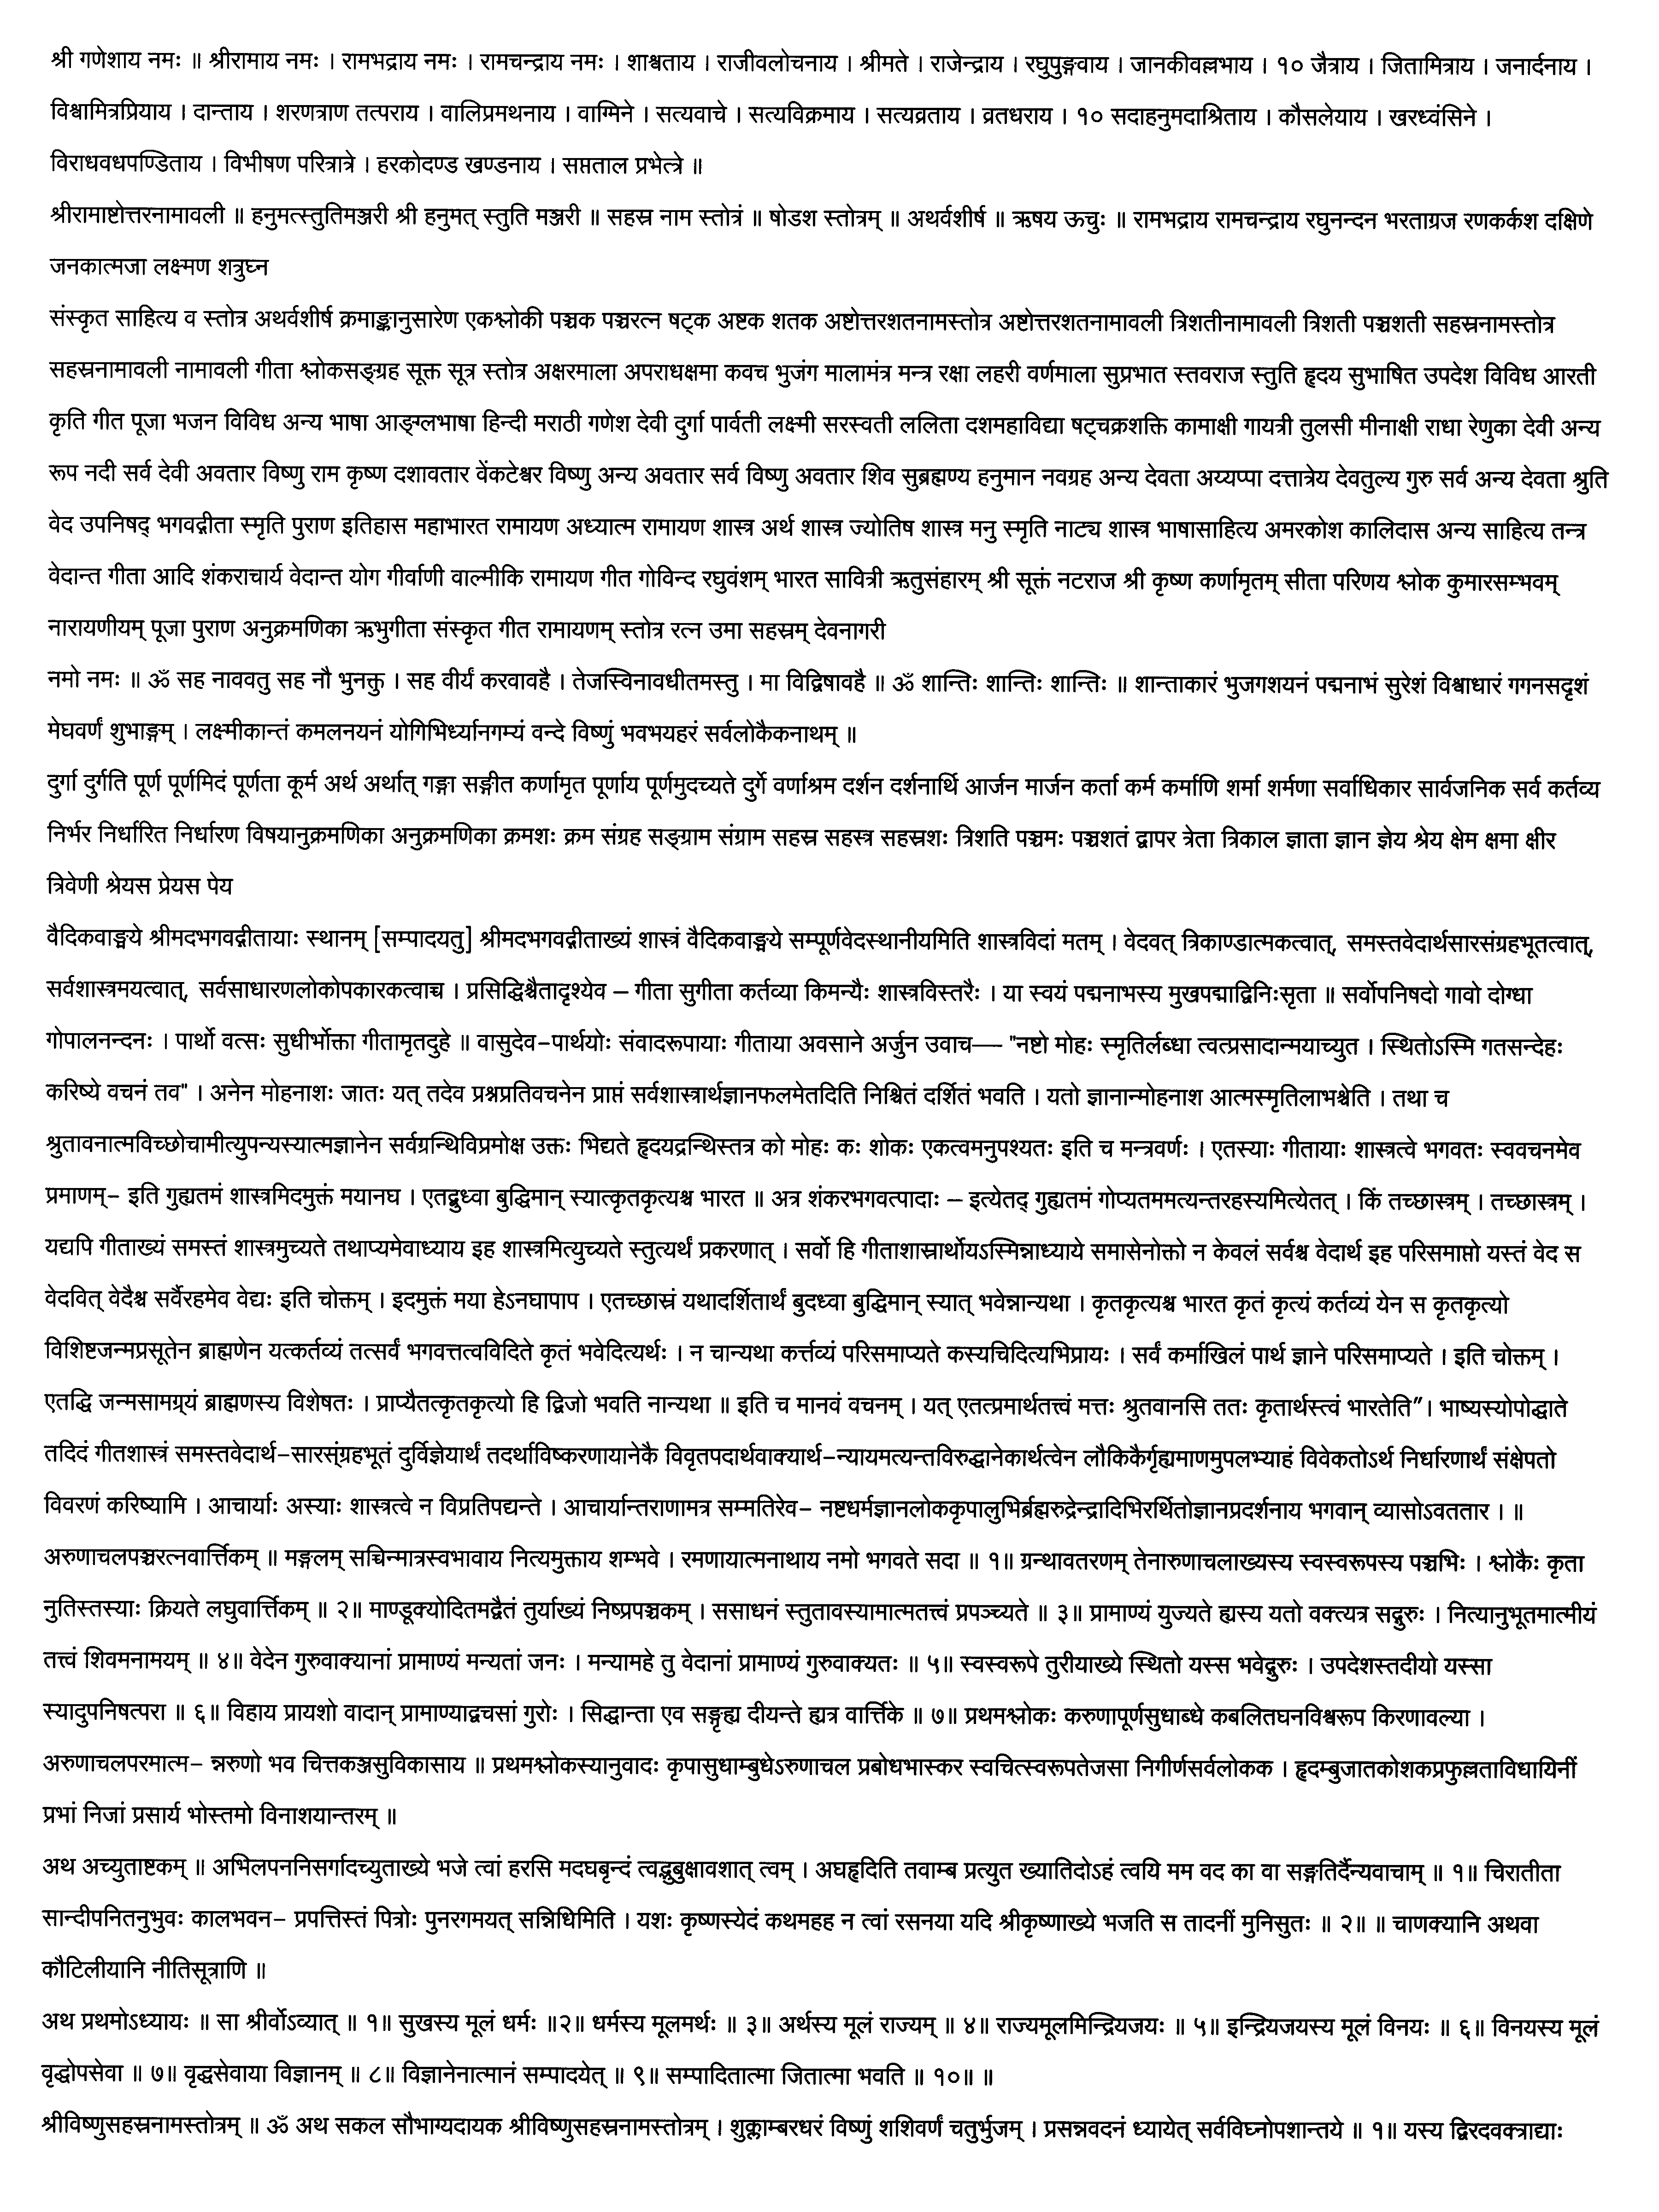 श्री गणेशाय नमः ॥ श्रीरामाय नमः । रामभद्राय नमः । रामचन्द्राय नमः । शाश्वताय । राजीवलोचनाय । श्रीमते । राजेन्द्राय । रघुपुङ्गवाय । जानकीवल्लभाय । १० जैत्राय । जितामित्राय । जनार्दनाय ।
विश्वामित्रप्रियाय । दान्ताय । शरणत्राण तत्पराय । वालिप्रमथनाय । वाग्मिने । सत्यवाचे । सत्यविक्रमाय । सत्यव्रताय । व्रतधराय । १० सदाहनुमदाश्रिताय । कौसलेयाय । खरध्वंसिने ।
विराधवधपण्डिताय । विभीषण परित्रात्रे । हरकोदण्ड खण्डनाय । सप्तताल प्रभेत्त्रे ॥
श्रीरामाष्टोत्तरनामावली ॥ हनुमत्स्तुतिमञ्जरी श्री हनुमत् स्तुति मञ्जरी ॥ सहस्र नाम स्तोत्रं ॥ षोडश स्तोत्रम् ॥ अथर्वशीर्ष ॥ ऋषय ऊचुः ॥ रामभद्राय रामचन्द्राय रघुनन्दन भरताग्रज रणकर्कश दक्षिणे
जनकात्मजा लक्ष्मण शत्रुघ्न
संस्कृत साहित्य व स्तोत्र अथर्वशीर्ष क्रमाङ्कानुसारेण एकश्लोकी पञ्चक पञ्चरत्न षट्क अष्टक शतक अष्टोत्तरशतनामस्तोत्र अष्टोत्तरशतनामावली त्रिशतीनामावली त्रिशती पञ्चशती सहस्रनामस्तोत्र
सहस्रनामावली नामावली गीता श्लोकसङ्ग्रह सूक्त सूत्र स्तोत्र अक्षरमाला अपराधक्षमा कवच भुजंग मालामंत्र मन्त्र रक्षा लहरी वर्णमाला सुप्रभात स्तवराज स्तुति हृदय सुभाषित उपदेश विविध आरती
कृति गीत पूजा भजन विविध अन्य भाषा आङ्ग्लभाषा हिन्दी मराठी गणेश देवी दुर्गा पार्वती लक्ष्मी सरस्वती ललिता दशमहाविद्या षट्चक्रशक्ति कामाक्षी गायत्री तुलसी मीनाक्षी राधा रेणुका देवी अन्य
रूप नदी सर्व देवी अवतार विष्णु राम कृष्ण दशावतार वेंकटेश्वर विष्णु अन्य अवतार सर्व विष्णु अवतार शिव सुब्रह्मण्य हनुमान नवग्रह अन्य देवता अय्यप्पा दत्तात्रेय देवतुल्य गुरु सर्व अन्य देवता श्रुति
वेद उपनिषद् भगवद्गीता स्मृति पुराण इतिहास महाभारत रामायण अध्यात्म रामायण शास्त्र अर्थ शास्त्र ज्योतिष शास्त्र मनु स्मृति नाट्य शास्त्र भाषासाहित्य अमरकोश कालिदास अन्य साहित्य तन्त्र
वेदान्त गीता आदि शंकराचार्य वेदान्त योग गीर्वाणी वाल्मीकि रामायण गीत गोविन्द रघुवंशम् भारत सावित्री ऋतुसंहारम् श्री सूक्तं नटराज श्री कृष्ण कर्णामृतम् सीता परिणय श्लोक कुमारसम्भवम्
नारायणीयम् पूजा पुराण अनुक्रमणिका ऋभुगीता संस्कृत गीत रामायणम् स्तोत्र रत्न उमा सहस्रम् देवनागरी
नमो नमः ॥ ॐ सह नाववतु सह नौ भुनक्तु । सह वीर्यं करवावहै । तेजस्विनावधीतमस्तु । मा विद्विषावहै ॥ ॐ शान्तिः शान्तिः शान्तिः ॥ शान्ताकारं भुजगशयनं पद्मनाभं सुरेशं विश्वाधारं गगनसदृशं
मेघवर्णं शुभाङ्गम् । लक्ष्मीकान्तं कमलनयनं योगिभिर्ध्यानगम्यं वन्दे विष्णुं भवभयहरं सर्वलोकैकनाथम् ॥
दुर्गा दुर्गति पूर्ण पूर्णमिदं पूर्णता कूर्म अर्थ अर्थात् गङ्गा सङ्गीत कर्णामृत पूर्णाय पूर्णमुदच्यते दुर्गे वर्णाश्रम दर्शन दर्शनार्थि आर्जन मार्जन कर्ता कर्म कर्माणि शर्मा शर्मणा सर्वाधिकार सार्वजनिक सर्व कर्तव्य
निर्भर निर्धारित निर्धारण विषयानुक्रमणिका अनुक्रमणिका क्रमशः क्रम संग्रह सङ्ग्राम संग्राम सहस्र सहस्त्र सहस्रशः त्रिशति पञ्चमः पञ्चशतं द्वापर त्रेता त्रिकाल ज्ञाता ज्ञान ज्ञेय श्रेय क्षेम क्षमा क्षीर
त्रिवेणी श्रेयस प्रेयस पेय
वैदिकवाङ्मये श्रीमदभगवद्गीतायाः स्थानम् [सम्पादयतु] श्रीमदभगवद्गीताख्यं शास्त्रं वैदिकवाङ्मये सम्पूर्णवेदस्थानीयमिति शास्त्रविदां मतम् । वेदवत् त्रिकाण्डात्मकत्वात्, समस्तवेदार्थसारसंग्रहभूतत्वात्,
सर्वशास्त्रमयत्वात्, सर्वसाधारणलोकोपकारकत्वाच्च । प्रसिद्धिश्चैतादृश्येव – गीता सुगीता कर्तव्या किमन्यैः शास्त्रविस्तरैः । या स्वयं पद्मनाभस्य मुखपद्माद्विनिःसृता ॥ सर्वोपनिषदो गावो दोग्धा
गोपालनन्दनः । पार्थो वत्सः सुधीर्भोक्ता गीतामृतदुहे ॥ वासुदेव-पार्थयोः संवादरूपायाः गीताया अवसाने अर्जुन उवाच—– "नष्टो मोहः स्मृतिर्लब्धा त्वत्प्रसादान्मयाच्युत । स्थितोऽस्मि गतसन्देहः
करिष्ये वचनं तव" । अनेन मोहनाशः जातः यत् तदेव प्रश्नप्रतिवचनेन प्राप्तं सर्वशास्त्रार्थज्ञानफलमेतदिति निश्चितं दर्शितं भवति । यतो ज्ञानान्मोहनाश आत्मस्मृतिलाभश्चेति । तथा च
श्रुतावनात्मविच्छोचामीत्युपन्यस्यात्मज्ञानेन सर्वग्रन्थिविप्रमोक्ष उक्तः भिद्यते हृदयद्रन्थिस्तत्र को मोहः कः शोकः एकत्वमनुपश्यतः इति च मन्त्रवर्णः । एतस्याः गीतायाः शास्त्रत्वे भगवतः स्ववचनमेव
प्रमाणम्- इति गुह्यतमं शास्त्रमिदमुक्तं मयानघ । एतद्बुध्वा बुद्धिमान् स्यात्कृतकृत्यश्च भारत ॥ अत्र शंकरभगवत्पादाः – इत्येतद् गुह्यतमं गोप्यतममत्यन्तरहस्यमित्येतत् । किं तच्छास्त्रम् । तच्छास्त्रम् ।
यद्यपि गीताख्यं समस्तं शास्त्रमुच्यते तथाप्यमेवाध्याय इह शास्त्रमित्युच्यते स्तुत्यर्थं प्रकरणात् । सर्वो हि गीताशास्रार्थोयऽस्मिन्नाध्याये समासेनोक्तो न केवलं सर्वश्च वेदार्थ इह परिसमाप्तो यस्तं वेद स
वेदवित् वेदैश्च सर्वैरहमेव वेद्यः इति चोक्तम् । इदमुक्तं मया हेऽनघापाप । एतच्छास्रं यथादर्शितार्थं बुदध्वा बुद्धिमान् स्यात् भवेन्नान्यथा । कृतकृत्यश्च भारत कृतं कृत्यं कर्तव्यं येन स कृतकृत्यो
विशिष्टजन्मप्रसूतेन ब्राह्मणेन यत्कर्तव्यं तत्सर्वं भगवत्तत्वविदिते कृतं भवेदित्यर्थः । न चान्यथा कर्त्तव्यं परिसमाप्यते कस्यचिदित्यभिप्रायः । सर्वं कर्माखिलं पार्थ ज्ञाने परिसमाप्यते । इति चोक्तम् ।
एतद्धि जन्मसामग्र्यं ब्राह्मणस्य विशेषतः । प्राप्यैतत्कृतकृत्यो हि द्विजो भवति नान्यथा ॥ इति च मानवं वचनम् । यत् एतत्प्रमार्थतत्त्वं मत्तः श्रुतवानसि ततः कृतार्थस्त्वं भारतेति”। भाष्यस्योपोद्घाते
तदिदं गीतशास्त्रं समस्तवेदार्थ-सारस्ंग्रहभूतं दुर्विज्ञेयार्थं तदर्थाविष्करणायानेकै विवृतपदार्थवाक्यार्थ-न्यायमत्यन्तविरुद्धानेकार्थत्वेन लौकिकैर्गृह्यमाणमुपलभ्याहं विवेकतोऽर्थ निर्धारणार्थं संक्षेपतो
विवरणं करिष्यामि । आचार्याः अस्याः शास्त्रत्वे न विप्रतिपद्यन्ते । आचार्यान्तराणामत्र सम्मतिरेव- नष्टधर्मज्ञानलोककृपालुभिर्ब्रह्मरुद्रेन्द्रादिभिरर्थितोज्ञानप्रदर्शनाय भगवान् व्यासोऽवततार । ॥
अरुणाचलपञ्चरत्नवार्त्तिकम् ॥ मङ्गलम् सच्चिन्मात्रस्वभावाय नित्यमुक्ताय शम्भवे । रमणायात्मनाथाय नमो भगवते सदा ॥ १॥ ग्रन्थावतरणम् तेनारुणाचलाख्यस्य स्वस्वरूपस्य पञ्चभिः । श्लोकैः कृता
नुतिस्तस्याः क्रियते लघुवार्त्तिकम् ॥ २॥ माण्डूक्योदितमद्वैतं तुर्याख्यं निष्प्रपञ्चकम् । ससाधनं स्तुतावस्यामात्मतत्त्वं प्रपञ्च्यते ॥ ३॥ प्रामाण्यं युज्यते ह्यस्य यतो वक्त्यत्र सद्गुरुः । नित्यानुभूतमात्मीयं
तत्त्वं शिवमनामयम् ॥ ४॥ वेदेन गुरुवाक्यानां प्रामाण्यं मन्यतां जनः । मन्यामहे तु वेदानां प्रामाण्यं गुरुवाक्यतः ॥ ५॥ स्वस्वरूपे तुरीयाख्ये स्थितो यस्स भवेद्गुरुः । उपदेशस्तदीयो यस्सा
स्यादुपनिषत्परा ॥ ६॥ विहाय प्रायशो वादान् प्रामाण्याद्वचसां गुरोः । सिद्धान्ता एव सङ्गृह्य दीयन्ते ह्यत्र वार्त्तिके ॥ ७॥ प्रथमश्लोकः करुणापूर्णसुधाब्धे कबलितघनविश्वरूप किरणावल्या ।
अरुणाचलपरमात्म- न्नरुणो भव चित्तकञ्जसुविकासाय ॥ प्रथमश्लोकस्यानुवादः कृपासुधाम्बुधेऽरुणाचल प्रबोधभास्कर स्वचित्स्वरूपतेजसा निगीर्णसर्वलोकक । हृदम्बुजातकोशकप्रफुल्लताविधायिनीं
प्रभां निजां प्रसार्य भोस्तमो विनाशयान्तरम् ॥
अथ अच्युताष्टकम् ॥ अभिलपननिसर्गादच्युताख्ये भजे त्वां हरसि मदघबृन्दं त्वद्भुबुक्षावशात् त्वम् । अघहृदिति तवाम्ब प्रत्युत ख्यातिदोऽहं त्वयि मम वद का वा सङ्गतिर्दैन्यवाचाम् ॥ १॥ चिरातीता
सान्दीपनितनुभुवः कालभवन- प्रपत्तिस्तं पित्रोः पुनरगमयत् सन्निधिमिति । यशः कृष्णस्येदं कथमहह न त्वां रसनया यदि श्रीकृष्णाख्ये भजति स तादनीं मुनिसुतः ॥ २॥ ॥ चाणक्यानि अथवा
कौटिलीयानि नीतिसूत्राणि ॥
अथ प्रथमोऽध्यायः ॥ सा श्रीर्वोऽव्यात् ॥ १॥ सुखस्य मूलं धर्मः ॥२॥ धर्मस्य मूलमर्थः ॥ ३॥ अर्थस्य मूलं राज्यम् ॥ ४॥ राज्यमूलमिन्द्रियजयः ॥ ५॥ इन्द्रियजयस्य मूलं विनयः ॥ ६॥ विनयस्य मूलं
वृद्धोपसेवा ॥ ७॥ वृद्धसेवाया विज्ञानम् ॥ ८॥ विज्ञानेनात्मानं सम्पादयेत् ॥ ९॥ सम्पादितात्मा जितात्मा भवति ॥ १०॥ ॥
श्रीविष्णुसहस्रनामस्तोत्रम् ॥ ॐ अथ सकल सौभाग्यदायक श्रीविष्णुसहस्रनामस्तोत्रम् । शुक्लाम्बरधरं विष्णुं शशिवर्णं चतुर्भुजम् । प्रसन्नवदनं ध्यायेत् सर्वविघ्नोपशान्तये ॥ १॥ यस्य द्विरदवक्त्राद्याः